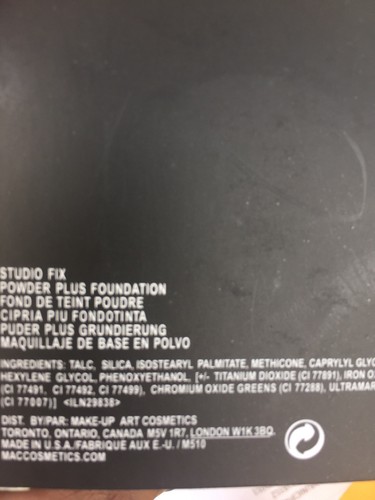 STUDIO FIX
POWDER PLUS FOUNDATION
FOND DE TEINT POUDRE
CIPRIA PIU FONDOTINTA
PUDER PLUS GRUNDIERUNG
MAQUILLAJE DE BASE EN POLVO
INGREDIENTS: TALC, SILICA, ISOSTEARYL PALMITATE, METHICONE, CAPRYLYL GLYC
HEXYLENE GLYCOL, PHENOXYETHANOL, [+/- TITANIUM DIOXIDE (CI 77891), IRON O
(CI 77491, CI 77492, CI 77499), CHROMIUM OXIDE GREENS (CI 77288), ULTRAMAR
(CI 77007)] <ILN29838>
DIST. BY/PAR: MAKE-UP ART COSMETICS
TORONTO, ONTARIO, CANADA M5V 1R7, LONDON W1K 3BQ.
MADE IN U.S.A./FABRIQUE AUX E.-U. / M510
MACCOSMETICS.COM